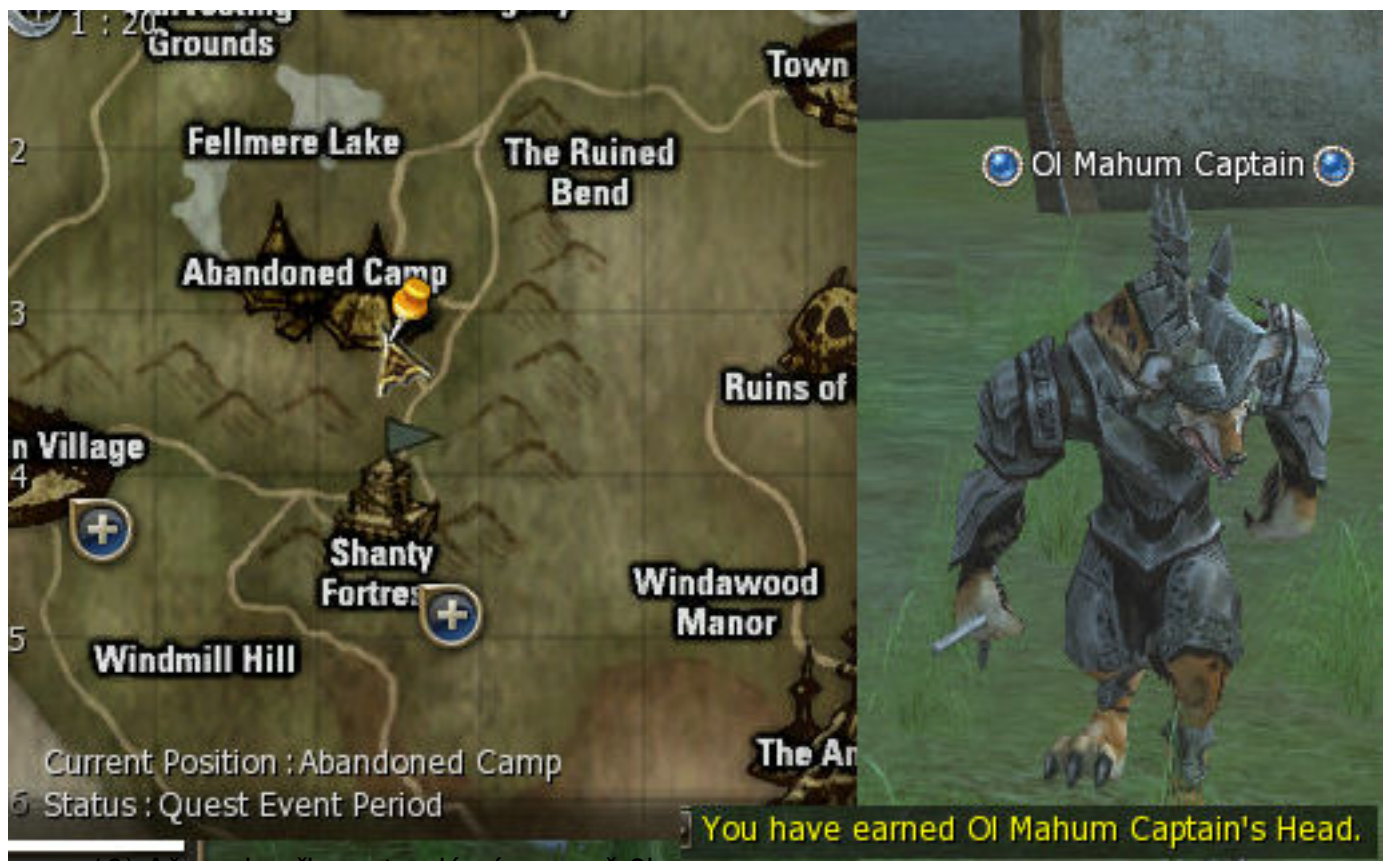 1 : 20
Grounds
Town
Fellmere Lake
2
The Ruined
Bend
Abandoned Camp
3
Ruins of
n Village
4
Shanty
Fortres
Windawood
Manor
5
Windmill Hill
The An
Current Position : Abandoned Camp
6 Status : Quest Event Period
Ol Mahum Captain
You have earned Ol Mahum Captain's Head.